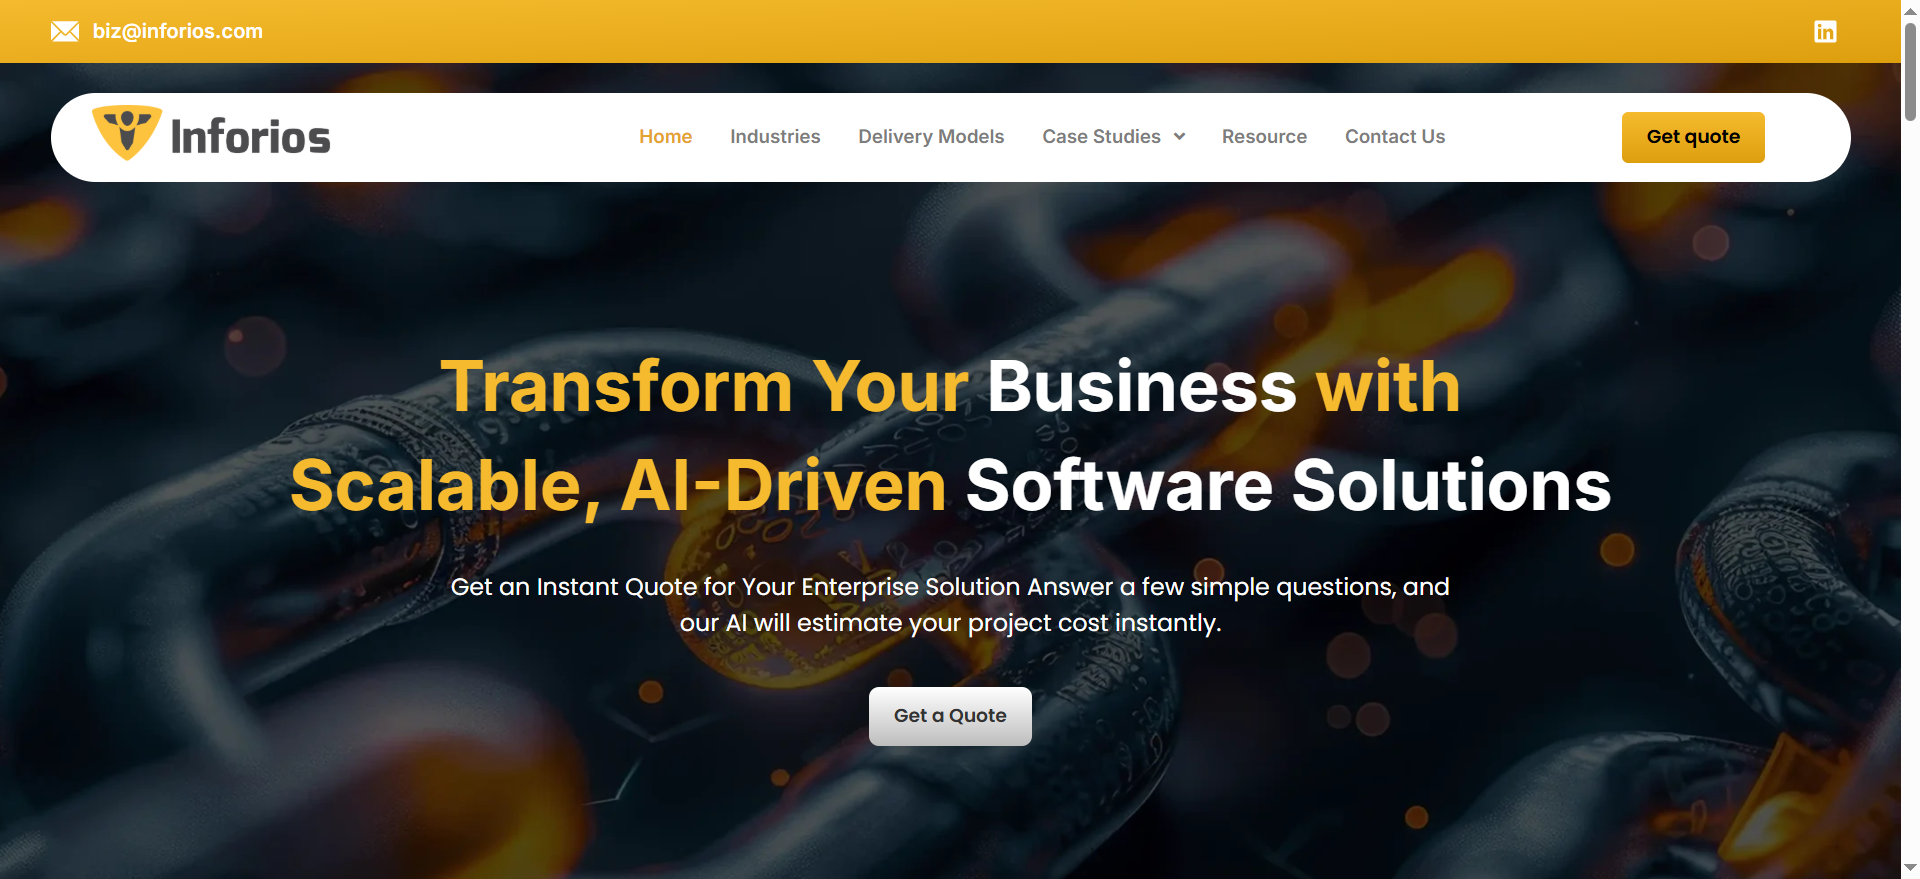 biz@inforios.com
Inforios
Home Industries Delivery Models Case Studies Resource Contact Us Get quote
Transform Your Business with
Scalable, AI-Driven Software Solutions
Get an Instant Quote for Your Enterprise Solution Answer a few simple questions, and
our AI will estimate your project cost instantly.
Get a Quote